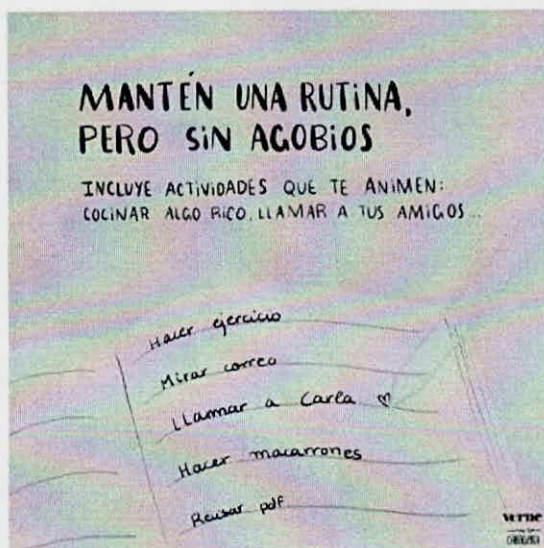 MANTÉN UNA RUTINA,
PERO SIN AGOBIOS
INCLUYE ACTIVIDADES QUE TE ANIMEN:
COCINAR ALGO RICO, LLAMAR A TUS AMIGOS...
Hacer ejercicio
Mirar correo
Llamar a Carla ♡
Hacer macarrones
Revisar pdf
verne